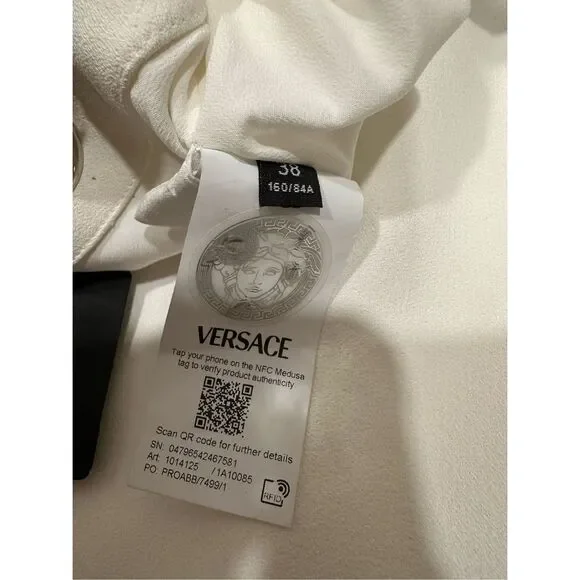 38
160/84A
VERSACE
Tap your phone on the NFC Medusa
tag to verify product authenticity
Scan QR code for further details
SN: 04796542467581
Art: 1014125 /1A10085
PO: PROABB/7499/1
RFID